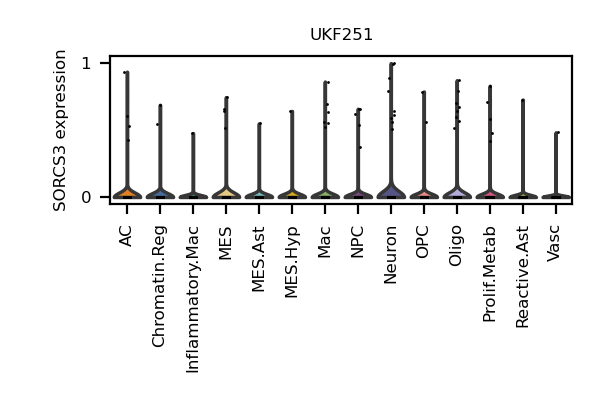 UKF251
SORCS3 expression
1
0
AC
Chromatin.Reg
Inflammatory.Mac
MES
MES.Ast
MES.Hyp
Mac
NPC
Neuron
OPC
Oligo
Prolif.Metab
Reactive.Ast
Vasc